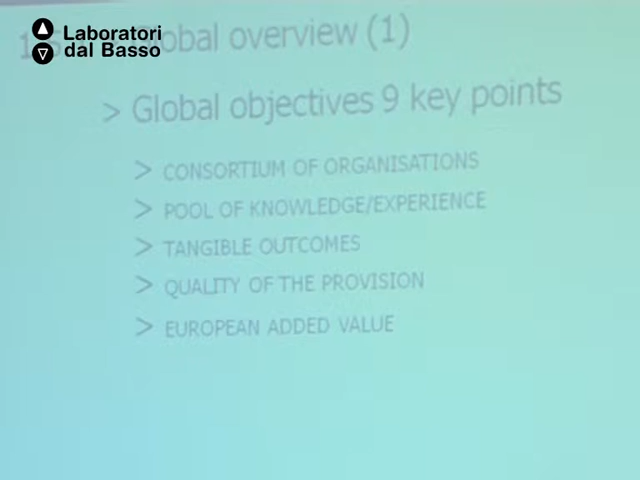 Laboratori
dal Basso
Global overview (1)
> Global objectives 9 key points
> CONSORTIUM OF ORGANISATIONS
> POOL OF KNOWLEDGE/EXPERIENCE
> TANGIBLE OUTCOMES
> QUALITY OF THE PROVISION
> EUROPEAN ADDED VALUE